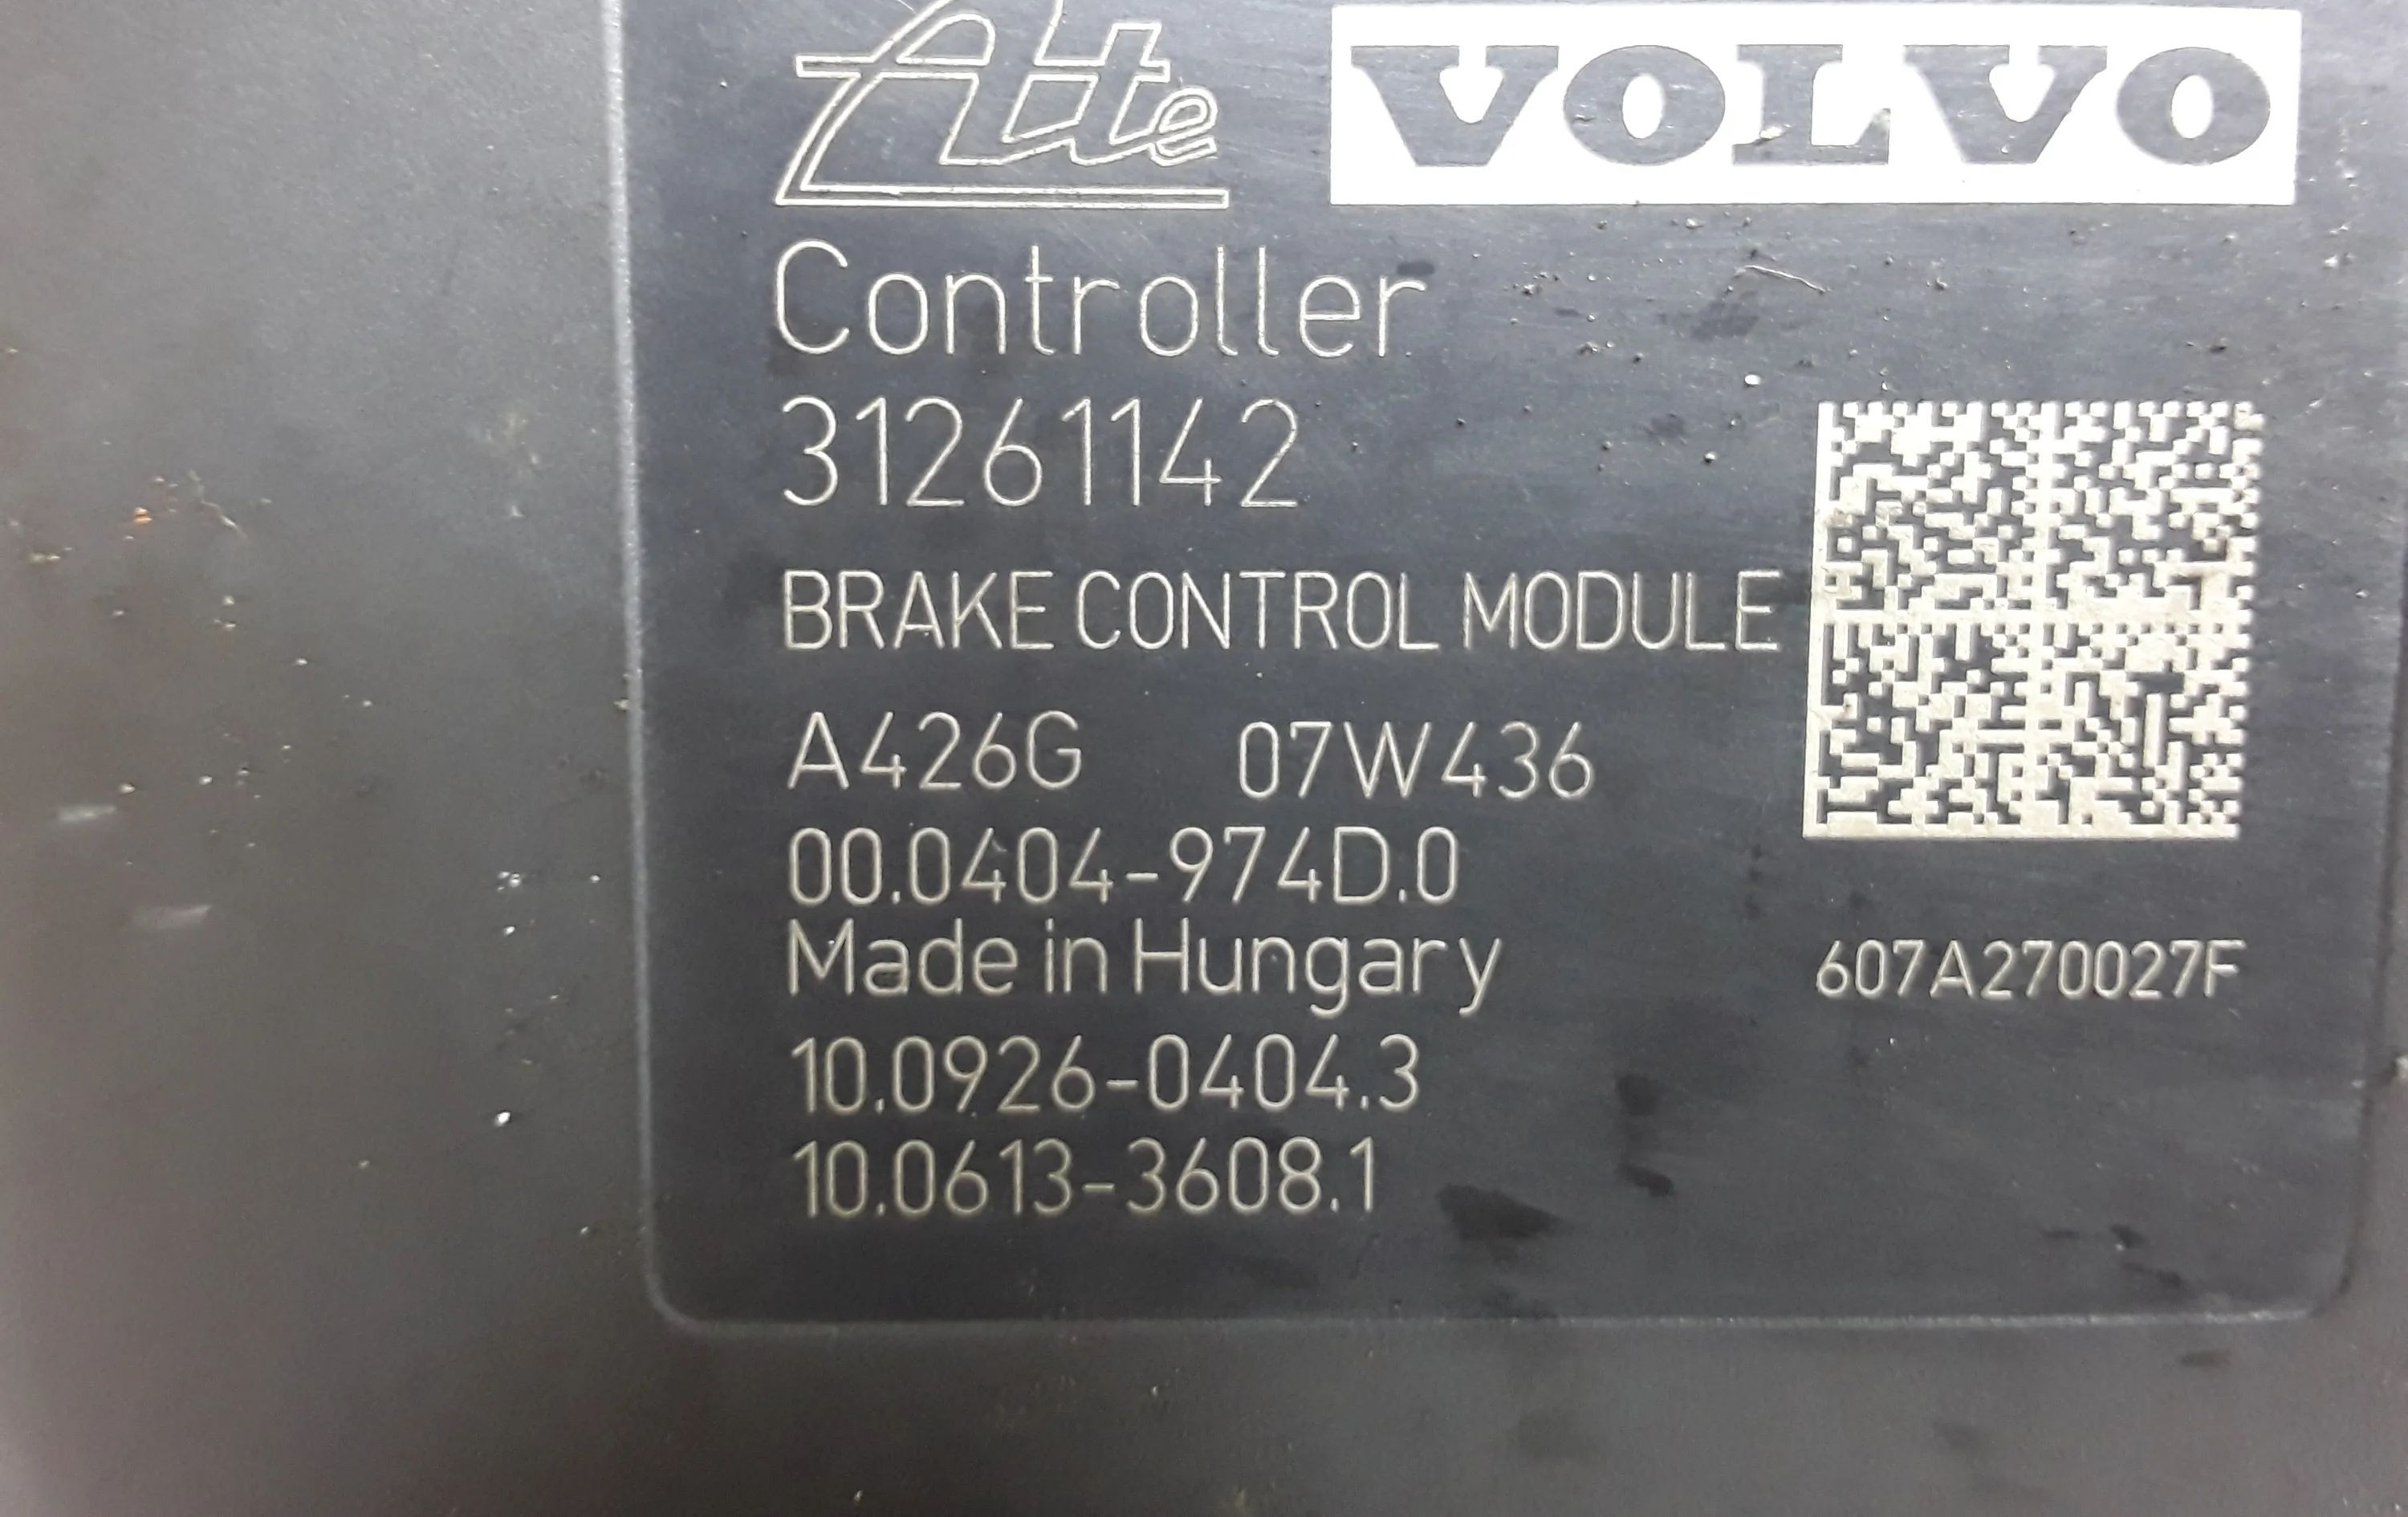 Ate VOLVO
Controller
31261142
BRAKE CONTROL MODULE
A426G 07W436
00.0404-974D.0
Made in Hungary
607A270027F
10.0926-0404.3
10.0613-3608.1